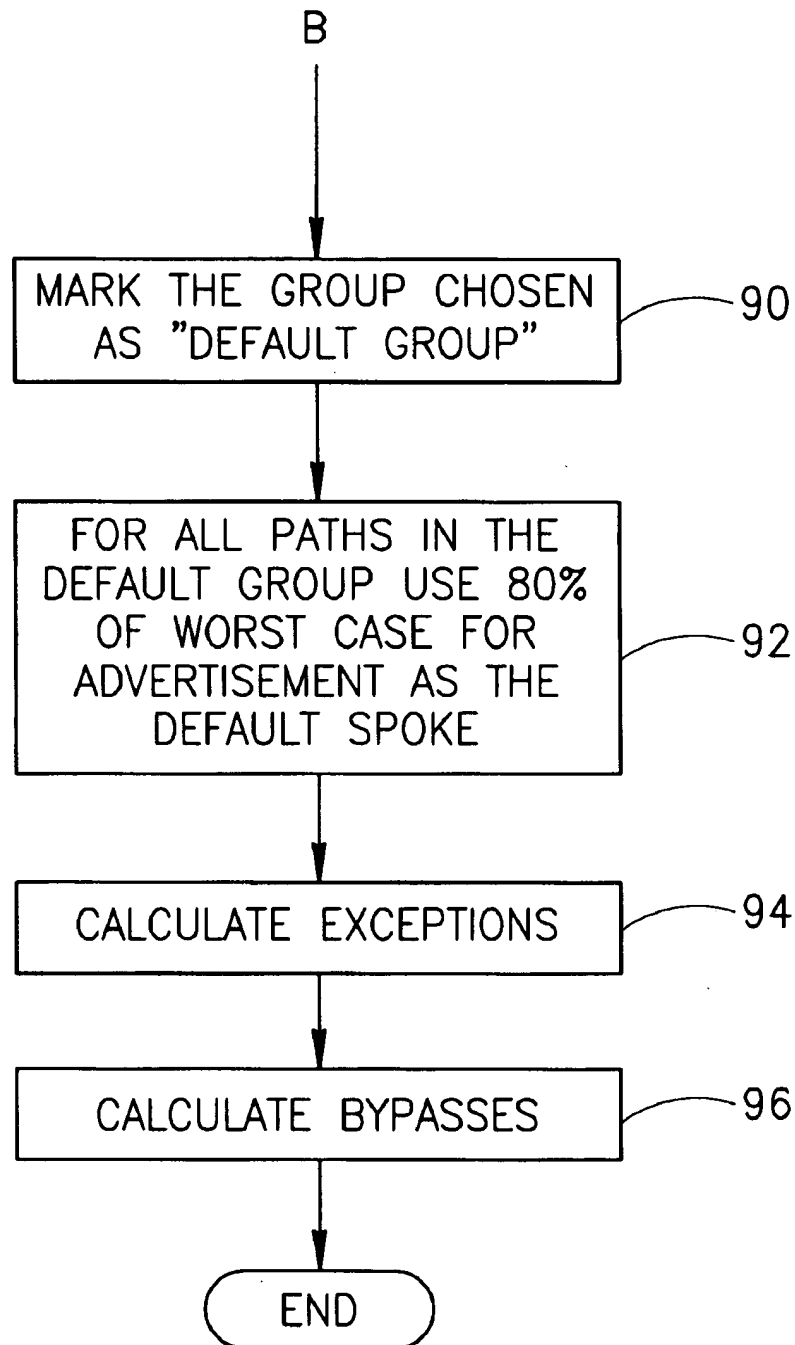 B
MARK THE GROUP CHOSEN
AS "DEFAULT GROUP"
90
FOR ALL PATHS IN THE
DEFAULT GROUP USE 80%
OF WORST CASE FOR
ADVERTISEMENT AS THE
DEFAULT SPOKE
92
CALCULATE EXCEPTIONS
94
CALCULATE BYPASSES
96
END